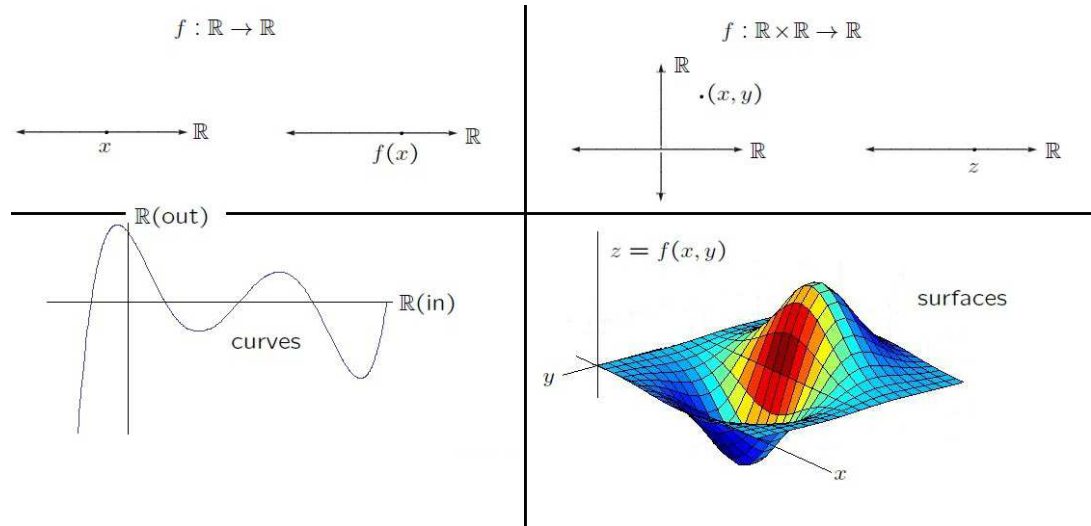 f : ℝ → ℝ
ℝ
x
ℝ
f(x)
f : ℝ × ℝ → ℝ
ℝ
(x, y)
ℝ
ℝ
z
ℝ(out)
ℝ(in)
curves
z = f(x, y)
surfaces
y
x